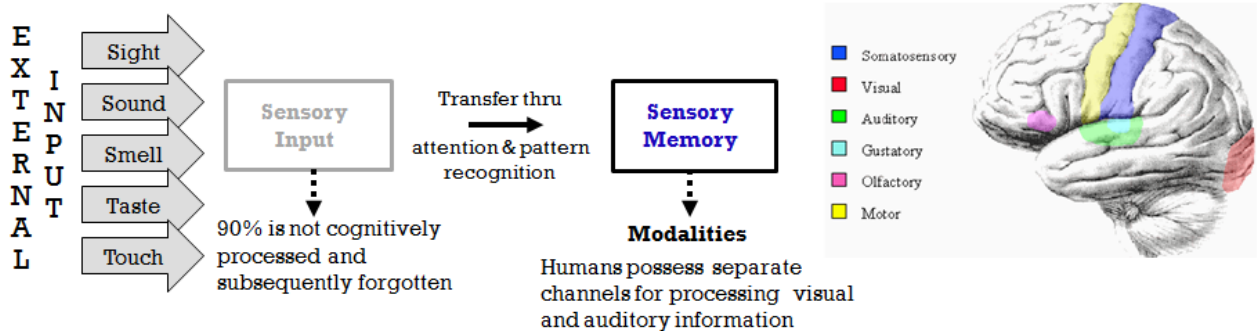 EXTERNAL
INPUT
Sight
Sound
Smell
Taste
Touch
Sensory
Input
90% is not cognitively
processed and
subsequently forgotten
Transfer thru
attention & pattern
recognition
Sensory
Memory
Modalities
Humans possess separate
channels for processing visual
and auditory information
Somatosensory
Visual
Auditory
Gustatory
Olfactory
Motor